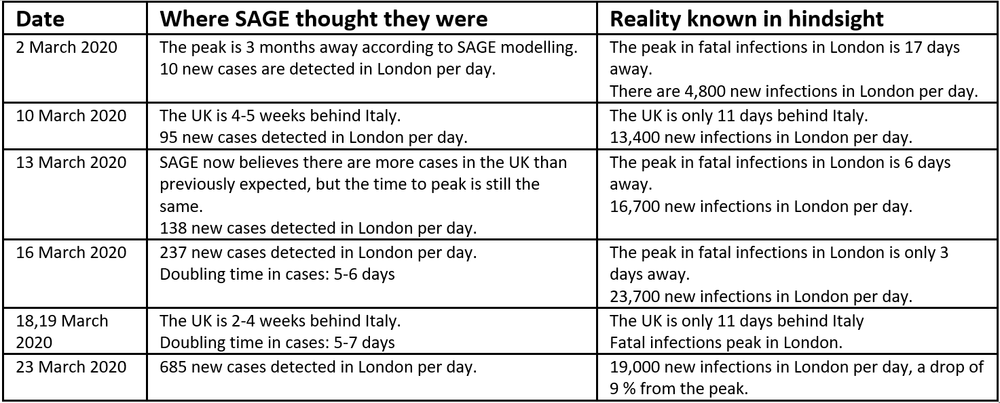 Date
Where SAGE thought they were
Reality known in hindsight
2 March 2020
The peak is 3 months away according to SAGE modelling.
10 new cases are detected in London per day.
The peak in fatal infections in London is 17 days
away.
There are 4,800 new infections in London per day.
10 March 2020
The UK is 4-5 weeks behind Italy.
95 new cases detected in London per day.
The UK is only 11 days behind Italy.
13,400 new infections in London per day.
13 March 2020
SAGE now believes there are more cases in the UK than
previously expected, but the time to peak is still the
same.
138 new cases detected in London per day.
The peak in fatal infections in London is 6 days
away.
16,700 new infections in London per day.
16 March 2020
237 new cases detected in London per day.
Doubling time in cases: 5-6 days
The peak in fatal infections in London is only 3
days away.
23,700 new infections in London per day.
18,19 March
2020
The UK is 2-4 weeks behind Italy.
Doubling time in cases: 5-7 days
The UK is only 11 days behind Italy
Fatal infections peak in London.
23 March 2020
685 new cases detected in London per day.
19,000 new infections in London per day, a drop of
9 % from the peak.